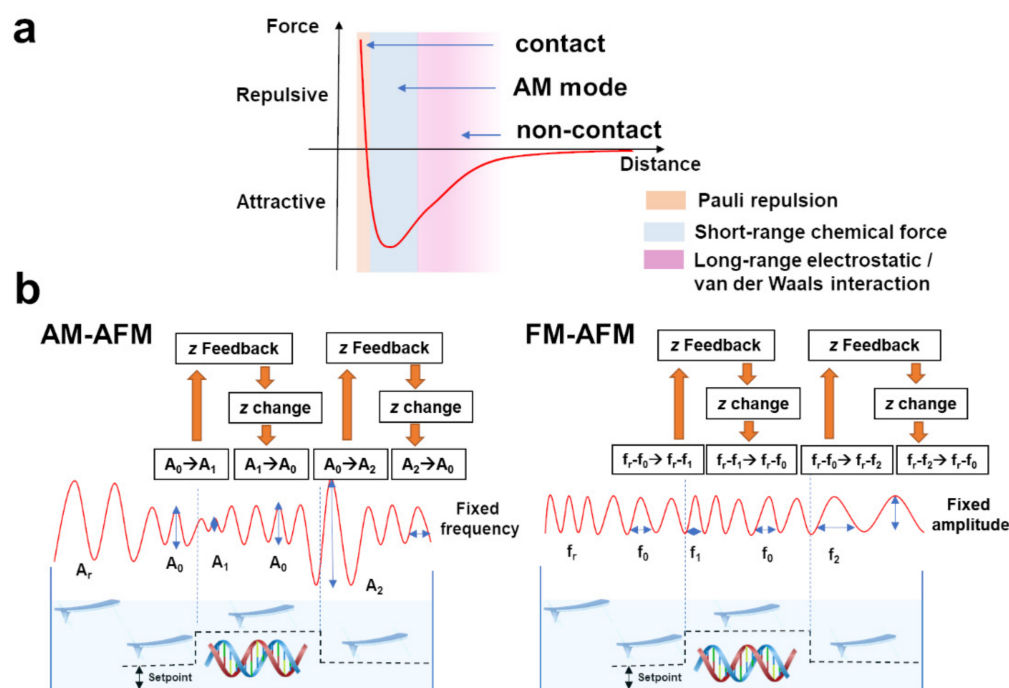 a
Force
contact
Repulsive
AM mode
non-contact
Distance
Attractive
Pauli repulsion
Short-range chemical force
Long-range electrostatic /
van der Waals interaction
b
AM-AFM
z Feedback
z Feedback
z change
z change
A₀→A₁
A₁→A₀
A₀→A₂
A₂→A₀
Fixed
frequency
Aᵣ
A₀
A₁
A₀
A₂
Setpoint
FM-AFM
z Feedback
z Feedback
z change
z change
fᵣ-f₀→ fᵣ-f₁
fᵣ-f₁→ fᵣ-f₀
fᵣ-f₀→ fᵣ-f₂
fᵣ-f₂→ fᵣ-f₀
Fixed
amplitude
fᵣ
f₀
f₁
f₀
f₂
Setpoint